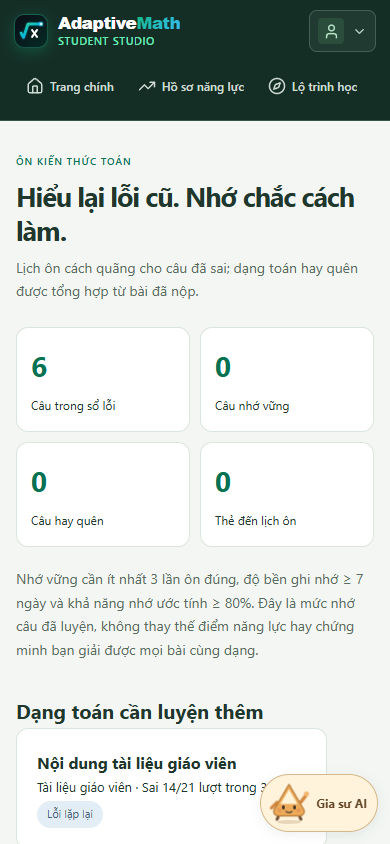 AdaptiveMath
STUDENT STUDIO
Trang chính
Hồ sơ năng lực
Lộ trình học
ÔN KIẾN THỨC TOÁN
Hiểu lại lỗi cũ. Nhớ chắc cách
làm.
Lịch ôn cách quãng cho câu đã sai; dạng toán hay quên
được tổng hợp từ bài đã nộp.
6
0
Câu trong sổ lỗi
Câu nhớ vững
0
0
Câu hay quên
Thẻ đến lịch ôn
Nhớ vững cần ít nhất 3 lần ôn đúng, độ bền ghi nhớ ≥ 7
ngày và khả năng nhớ ước tính ≥ 80%. Đây là mức nhớ
câu đã luyện, không thay thế điểm năng lực hay chứng
minh bạn giải được mọi bài cùng dạng.
Dạng toán cần luyện thêm
Nội dung tài liệu giáo viên
Tài liệu giáo viên · Sai 14/21 lượt trong
Lỗi lặp lại
Gia sư AI